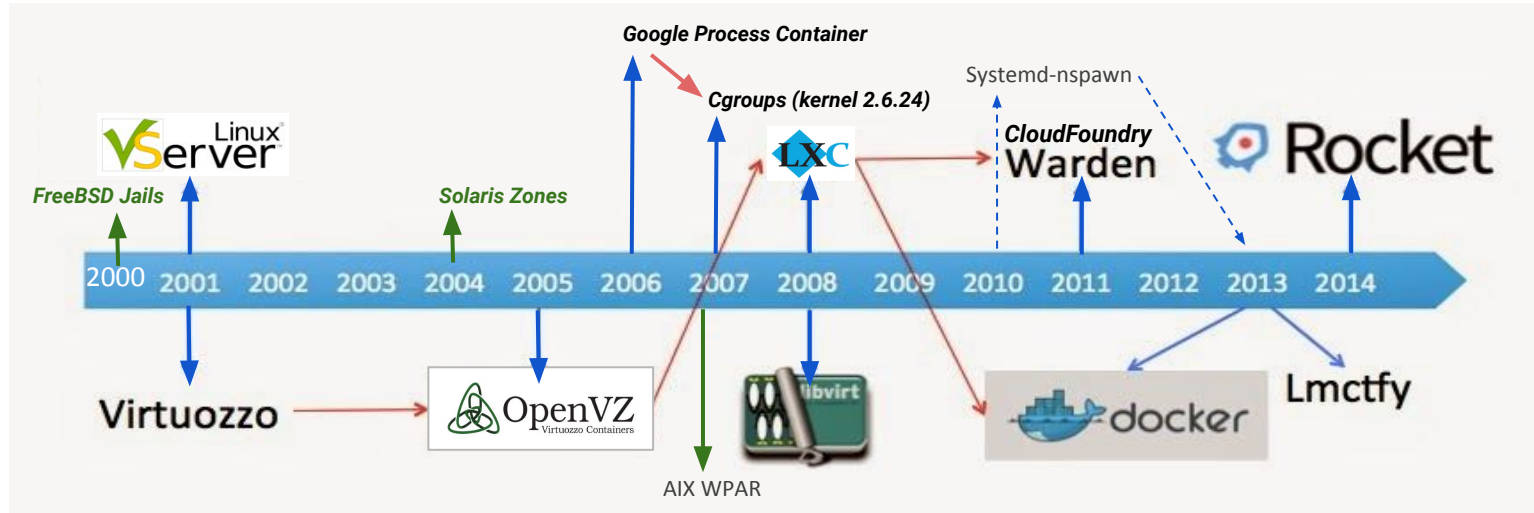 Google Process Container
Systemd-nspawn
Cgroups (kernel 2.6.24)
Linux®
VServer
LXC
CloudFoundry
Warden
Rocket
FreeBSD Jails
Solaris Zones
2000 2001 2002 2003 2004 2005 2006 2007 2008 2009 2010 2011 2012 2013 2014
Virtuozzo
OpenVZ
Virtuozzo Containers
libvirt
docker
Lmctfy
AIX WPAR